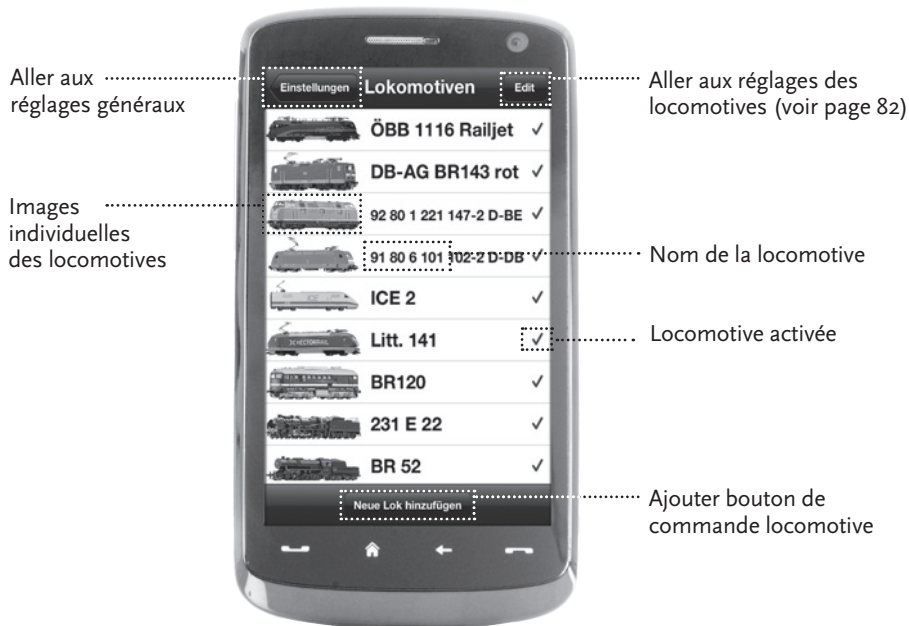 Aller aux
réglages généraux
Images
individuelles
des locomotives
Einstellungen Lokomotiven Edit
ÖBB 1116 Railjet ✓
DB-AG BR143 rot ✓
92 80 1 221 147-2 D-BE ✓
91 80 6 101 102-2 D-DB ✓
ICE 2 ✓
Litt. 141 ✓
BR120 ✓
231 E 22 ✓
BR 52 ✓
Neue Lok hinzufügen
Aller aux réglages des
locomotives (voir page 82)
Nom de la locomotive
Locomotive activée
Ajouter bouton de
commande locomotive